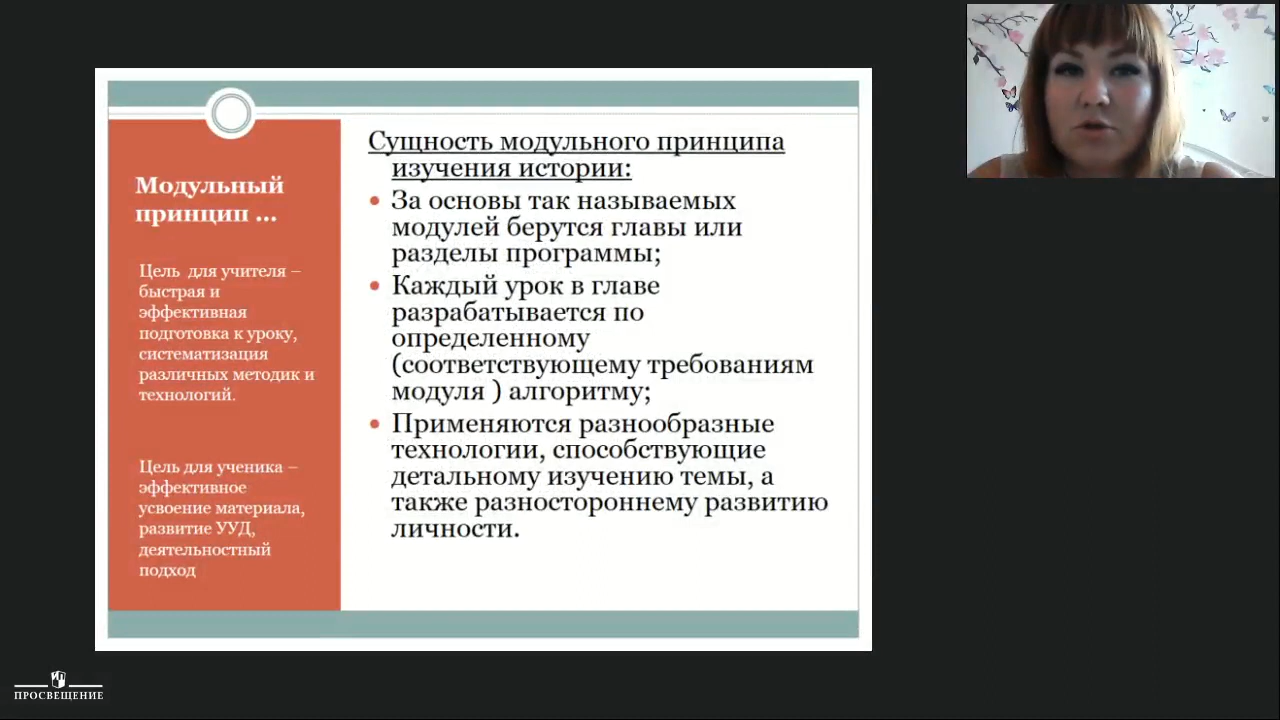 Модульный
принцип ...
Цель для учителя –
быстрая и
эффективная
подготовка к уроку,
систематизация
различных методик и
технологий.
Цель для ученика –
эффективное
усвоение материала,
развитие УУД,
деятельностный
подход
Сущность модульного принципа
изучения истории:
• За основы так называемых
модулей берутся главы или
разделы программы;
• Каждый урок в главе
разрабатывается по
определенному
(соответствующему требованиям
модуля ) алгоритму;
• Применяются разнообразные
технологии, способствующие
детальному изучению темы, а
также разностороннему развитию
личности.
ПРОСВЕЩЕНИЕ